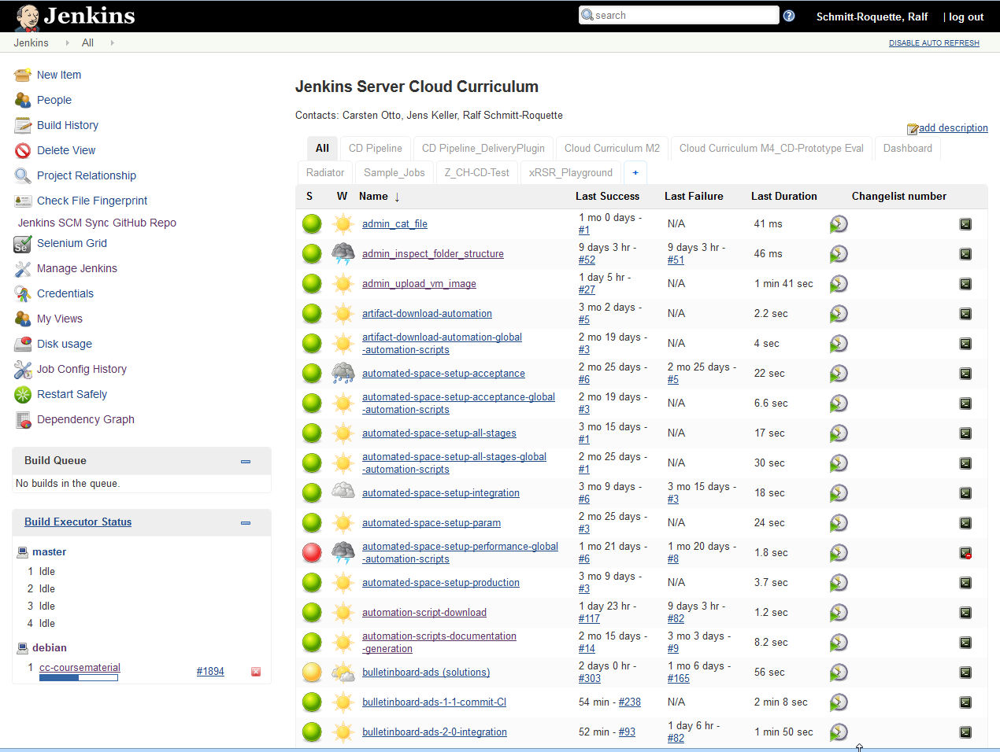 Jenkins
search
Schmitt-Roquette, Ralf | log out
Jenkins All
DISABLE AUTO REFRESH
New Item
People
Build History
Delete View
Project Relationship
Check File Fingerprint
Jenkins SCM Sync GitHub Repo
Selenium Grid
Manage Jenkins
Credentials
My Views
Disk usage
Job Config History
Restart Safely
Dependency Graph
Build Queue
No builds in the queue.
Build Executor Status
master
1 Idle
2 Idle
3 Idle
4 Idle
debian
1 cc-coursematerial #1894
Jenkins Server Cloud Curriculum
Contacts: Carsten Otto, Jens Keller, Ralf Schmitt-Roquette
add description
All CD Pipeline CD Pipeline_DeliveryPlugin Cloud Curriculum M2 Cloud Curriculum M4_CD-Prototype Eval Dashboard
Radiator Sample_Jobs Z_CH-CD-Test xRSR_Playground +
S W Name ↓ Last Success Last Failure Last Duration Changelist number
admin_cat_file 1 mo 0 days - #1 N/A 41 ms
admin_inspect_folder_structure 9 days 3 hr - #52 9 days 3 hr - #51 46 ms
admin_upload_vm_image 1 day 5 hr - #27 N/A 1 min 41 sec
artifact-download-automation 3 mo 2 days - #5 N/A 2.2 sec
artifact-download-automation-global-automation-scripts 2 mo 19 days - #3 N/A 4 sec
automated-space-setup-acceptance 2 mo 25 days - #6 2 mo 25 days - #5 22 sec
automated-space-setup-acceptance-global-automation-scripts 2 mo 19 days - #3 N/A 6.6 sec
automated-space-setup-all-stages 3 mo 15 days - #1 N/A 17 sec
automated-space-setup-all-stages-global-automation-scripts 2 mo 25 days - #1 N/A 30 sec
automated-space-setup-integration 3 mo 9 days - #6 3 mo 15 days - #3 18 sec
automated-space-setup-param 2 mo 25 days - #3 N/A 24 sec
automated-space-setup-performance-global-automation-scripts 1 mo 21 days - #6 1 mo 20 days - #8 1.8 sec
automated-space-setup-production 3 mo 9 days - #3 N/A 3.7 sec
automation-script-download 1 day 23 hr - #117 9 days 3 hr - #82 1.2 sec
automation-scripts-documentation-generation 2 mo 15 days - #14 3 mo 3 days - #9 8.2 sec
bulletinboard-ads (solutions) 2 days 0 hr - #303 1 mo 6 days - #165 56 sec
bulletinboard-ads-1-1-commit-CI 54 min - #238 N/A 2 min 8 sec
bulletinboard-ads-2-0-integration 52 min - #93 1 day 6 hr - #82 1 min 50 sec